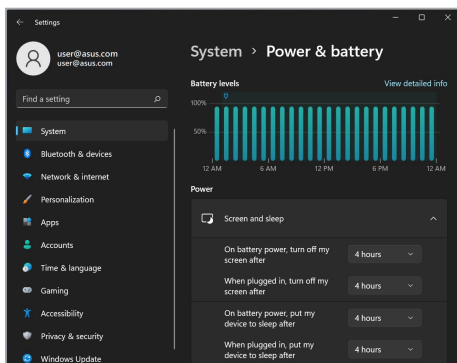 Settings
user@asus.com
user@asus.com
Find a setting
System
Bluetooth & devices
Network & internet
Personalization
Apps
Accounts
Time & language
Gaming
Accessibility
Privacy & security
Windows Update
System > Power & battery
Battery levels
View detailed info
100%
50%
12 AM 6 AM 12 PM 6 PM 12 AM
Power
Screen and sleep
On battery power, turn off my
screen after
4 hours
When plugged in, turn off my
screen after
4 hours
On battery power, put my
device to sleep after
4 hours
When plugged in, put my
device to sleep after
4 hours